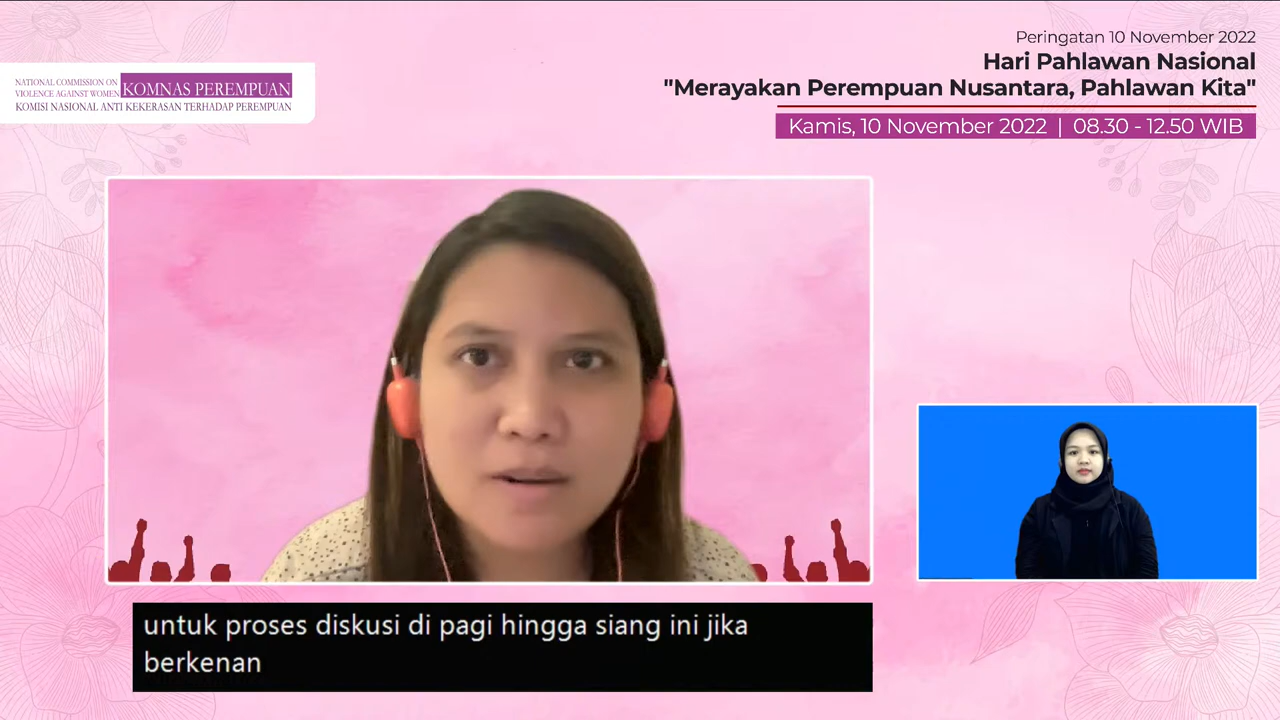 NATIONAL COMMISSION ON
VIOLENCE AGAINST WOMEN
KOMNAS PEREMPUAN
KOMISI NASIONAL ANTI KEKERASAN TERHADAP PEREMPUAN
Peringatan 10 November 2022
Hari Pahlawan Nasional
"Merayakan Perempuan Nusantara, Pahlawan Kita"
Kamis, 10 November 2022 | 08.30 - 12.50 WIB
untuk proses diskusi di pagi hingga siang ini jika
berkenan